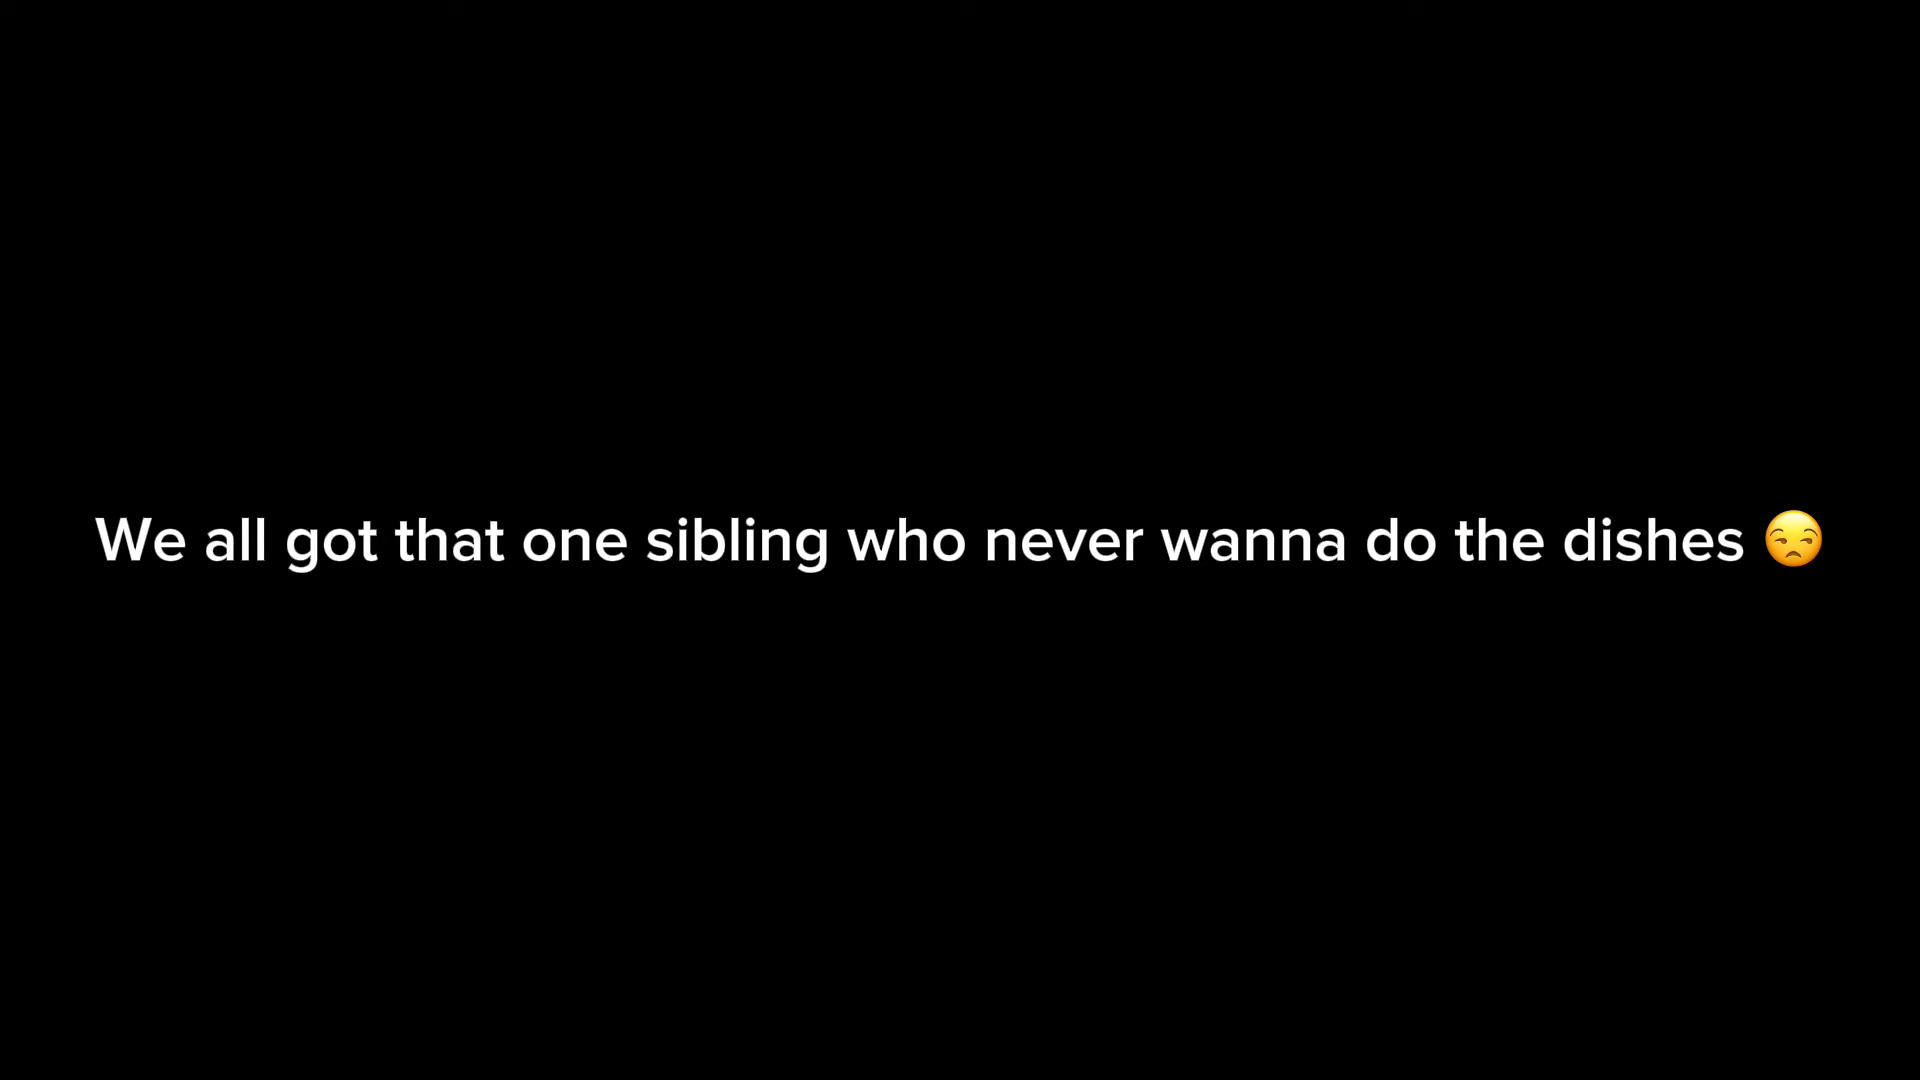 We all got that one sibling who never wanna do the dishes 😒